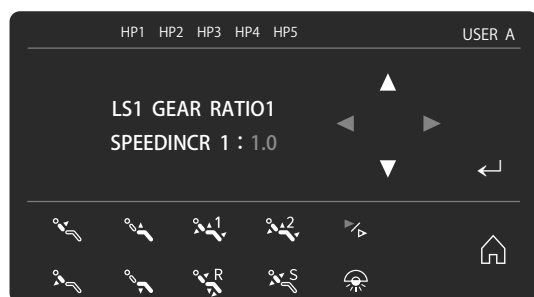 HP1 HP2 HP3 HP4 HP5 USER A
LS1 GEAR RATIO1
SPEEDINCR 1 : 1.0
1 2
R S